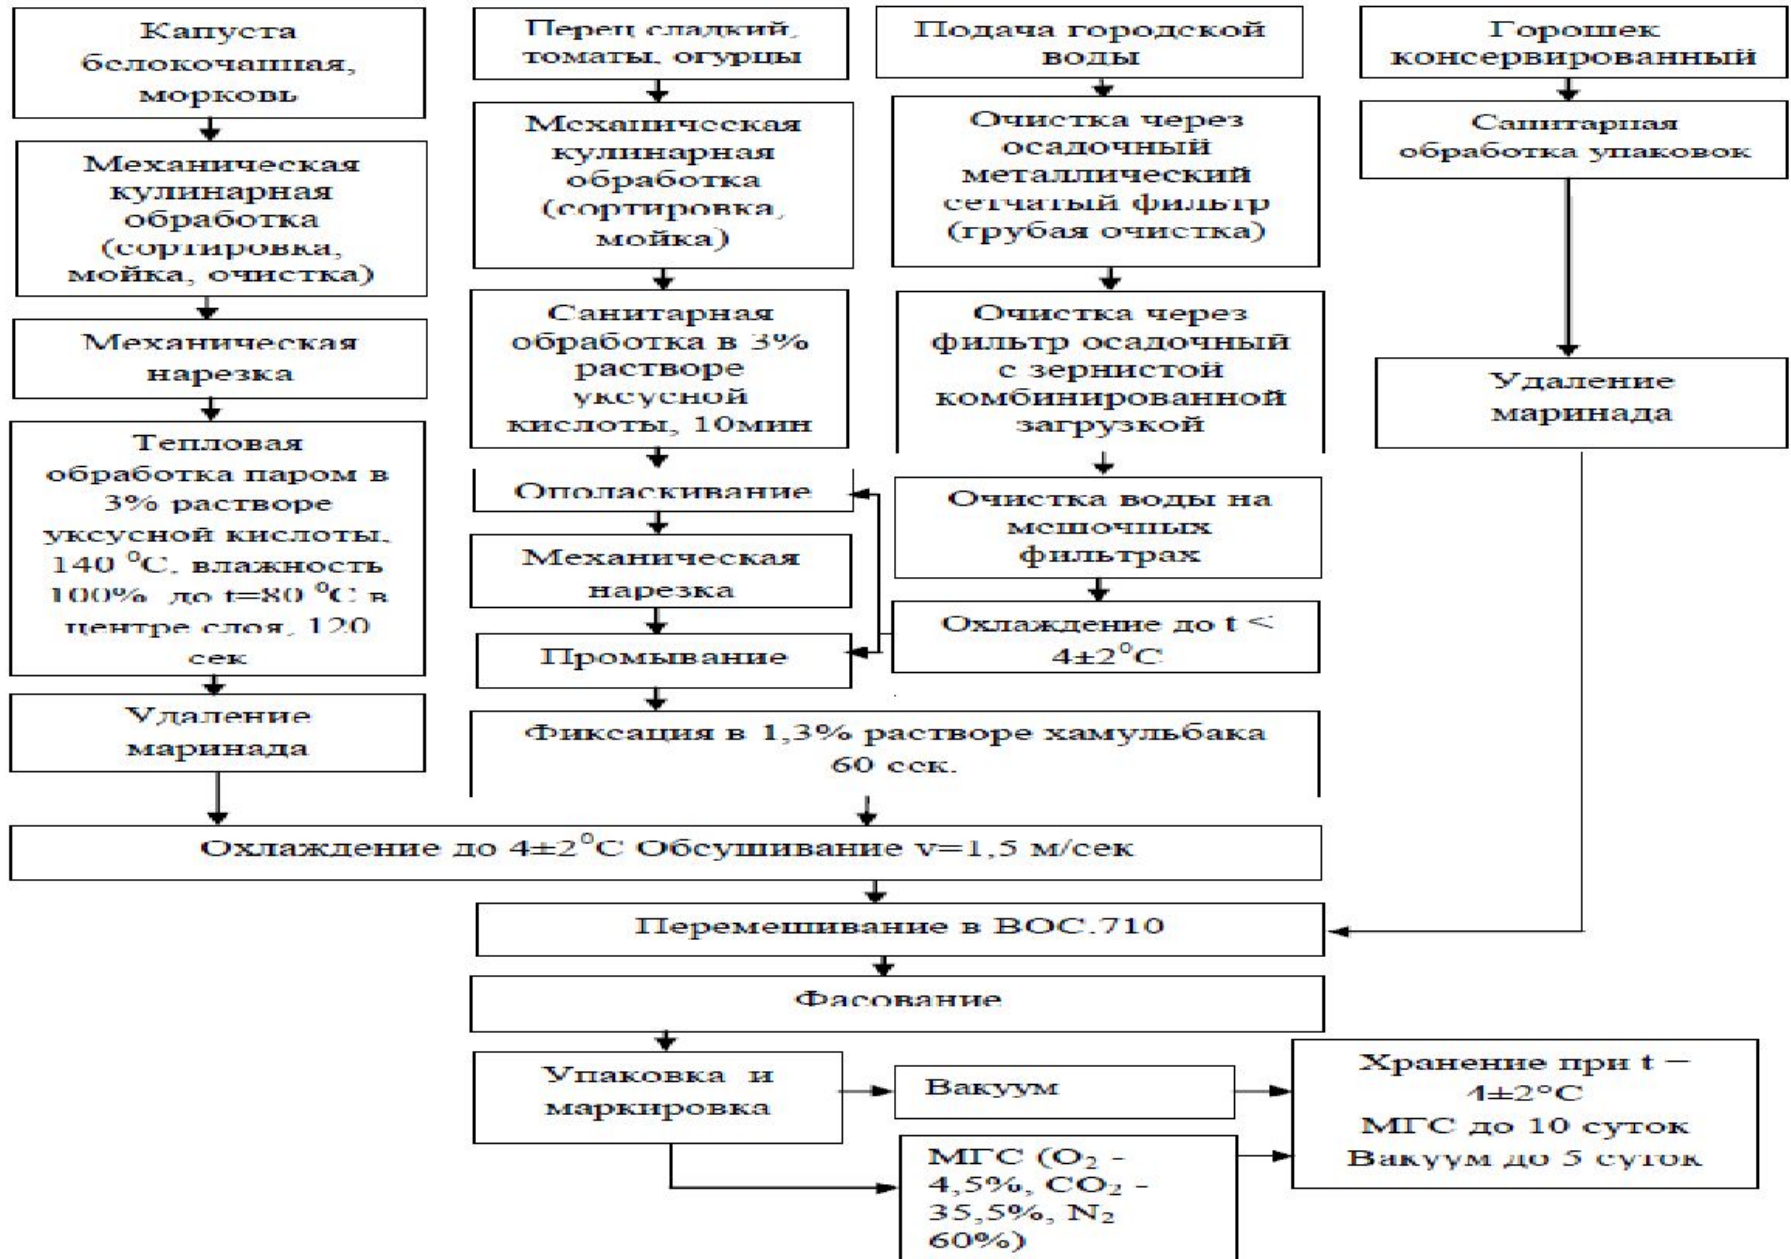 Капуста
белокочанная,
морковь
Механическая
кулинарная
обработка
(сортировка,
мойка, очистка)
Механическая
нарезка
Тепловая
обработка паром в
3% растворе
уксусной кислоты,
140 ⁰С, влажность
100% до t=80 ⁰С в
центре слоя, 120
сек
Удаление
маринада
Перец сладкий,
томаты, огурцы
Механическая
кулинарная
обработка
(сортировка,
мойка)
Санитарная
обработка в 3%
растворе
уксусной
кислоты, 10мин
Ополаскивание
Механическая
нарезка
Промывание
Подача городской
воды
Очистка через
осадочный
металлический
сетчатый фильтр
(грубая очистка)
Очистка через
фильтр осадочный
с зернистой
комбинированной
загрузкой
Очистка воды на
мешочных
фильтрах
Охлаждение до t <
4±2⁰С
Фиксация в 1,3% растворе хамульбака
60 сек.
Горошек
консервированный
Санитарная
обработка упаковок
Удаление
маринада
Охлаждение до 4±2⁰С Обсушивание v=1,5 м/сек
Перемешивание в ВОС.710
Фасование
Упаковка и
маркировка
Вакуум
МГС (O₂ -
4,5%, CO₂ -
35,5%, N₂
60%)
Хранение при t =
4±2°С
МГС до 10 суток
Вакуум до 5 суток